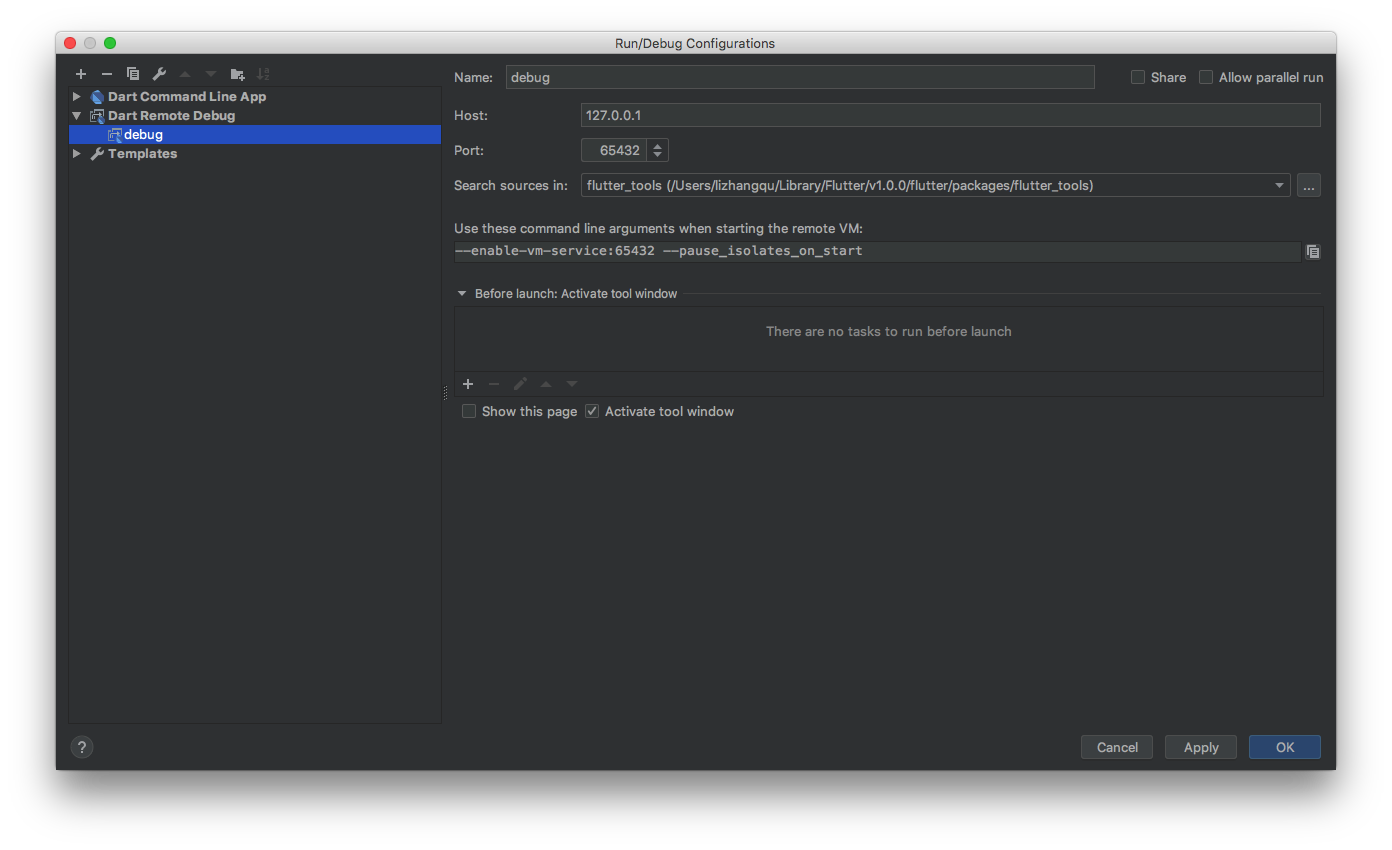 Run/Debug Configurations
Name: debug Share Allow parallel run
Dart Command Line App
Dart Remote Debug
debug
Templates
Host: 127.0.0.1
Port: 65432
Search sources in: flutter_tools (/Users/lizhangqu/Library/Flutter/v1.0.0/flutter/packages/flutter_tools) ...
Use these command line arguments when starting the remote VM:
--enable-vm-service:65432 --pause_isolates_on_start
Before launch: Activate tool window
There are no tasks to run before launch
Show this page Activate tool window
? Cancel Apply OK